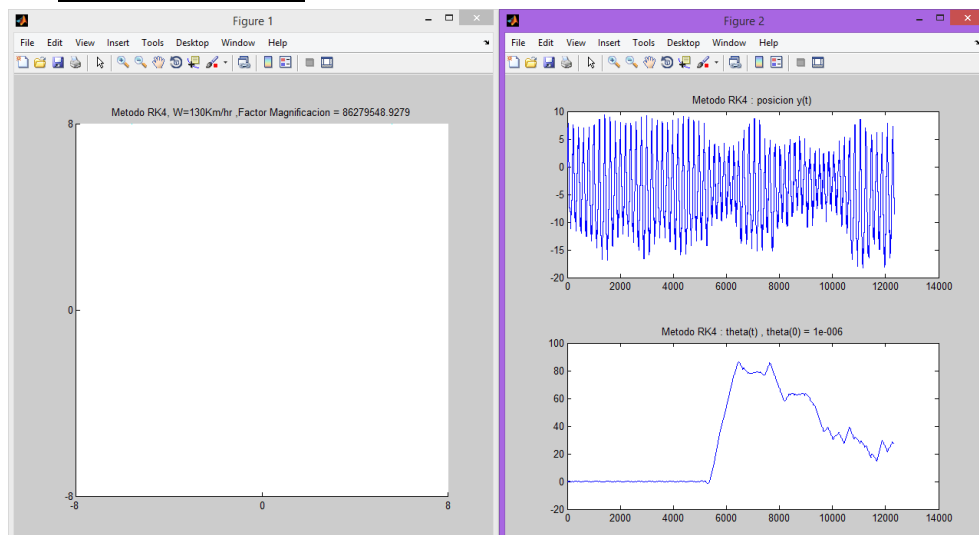 Figure 1
File Edit View Insert Tools Desktop Window Help
Metodo RK4, W=130Km/hr ,Factor Magnificacion = 86279548.9279
8
0
-8
-8 0 8
Figure 2
File Edit View Insert Tools Desktop Window Help
Metodo RK4 : posicion y(t)
10
5
0
-5
-10
-15
-20
0 2000 4000 6000 8000 10000 12000 14000
Metodo RK4 : theta(t) , theta(0) = 1e-006
100
80
60
40
20
0
-20
0 2000 4000 6000 8000 10000 12000 14000